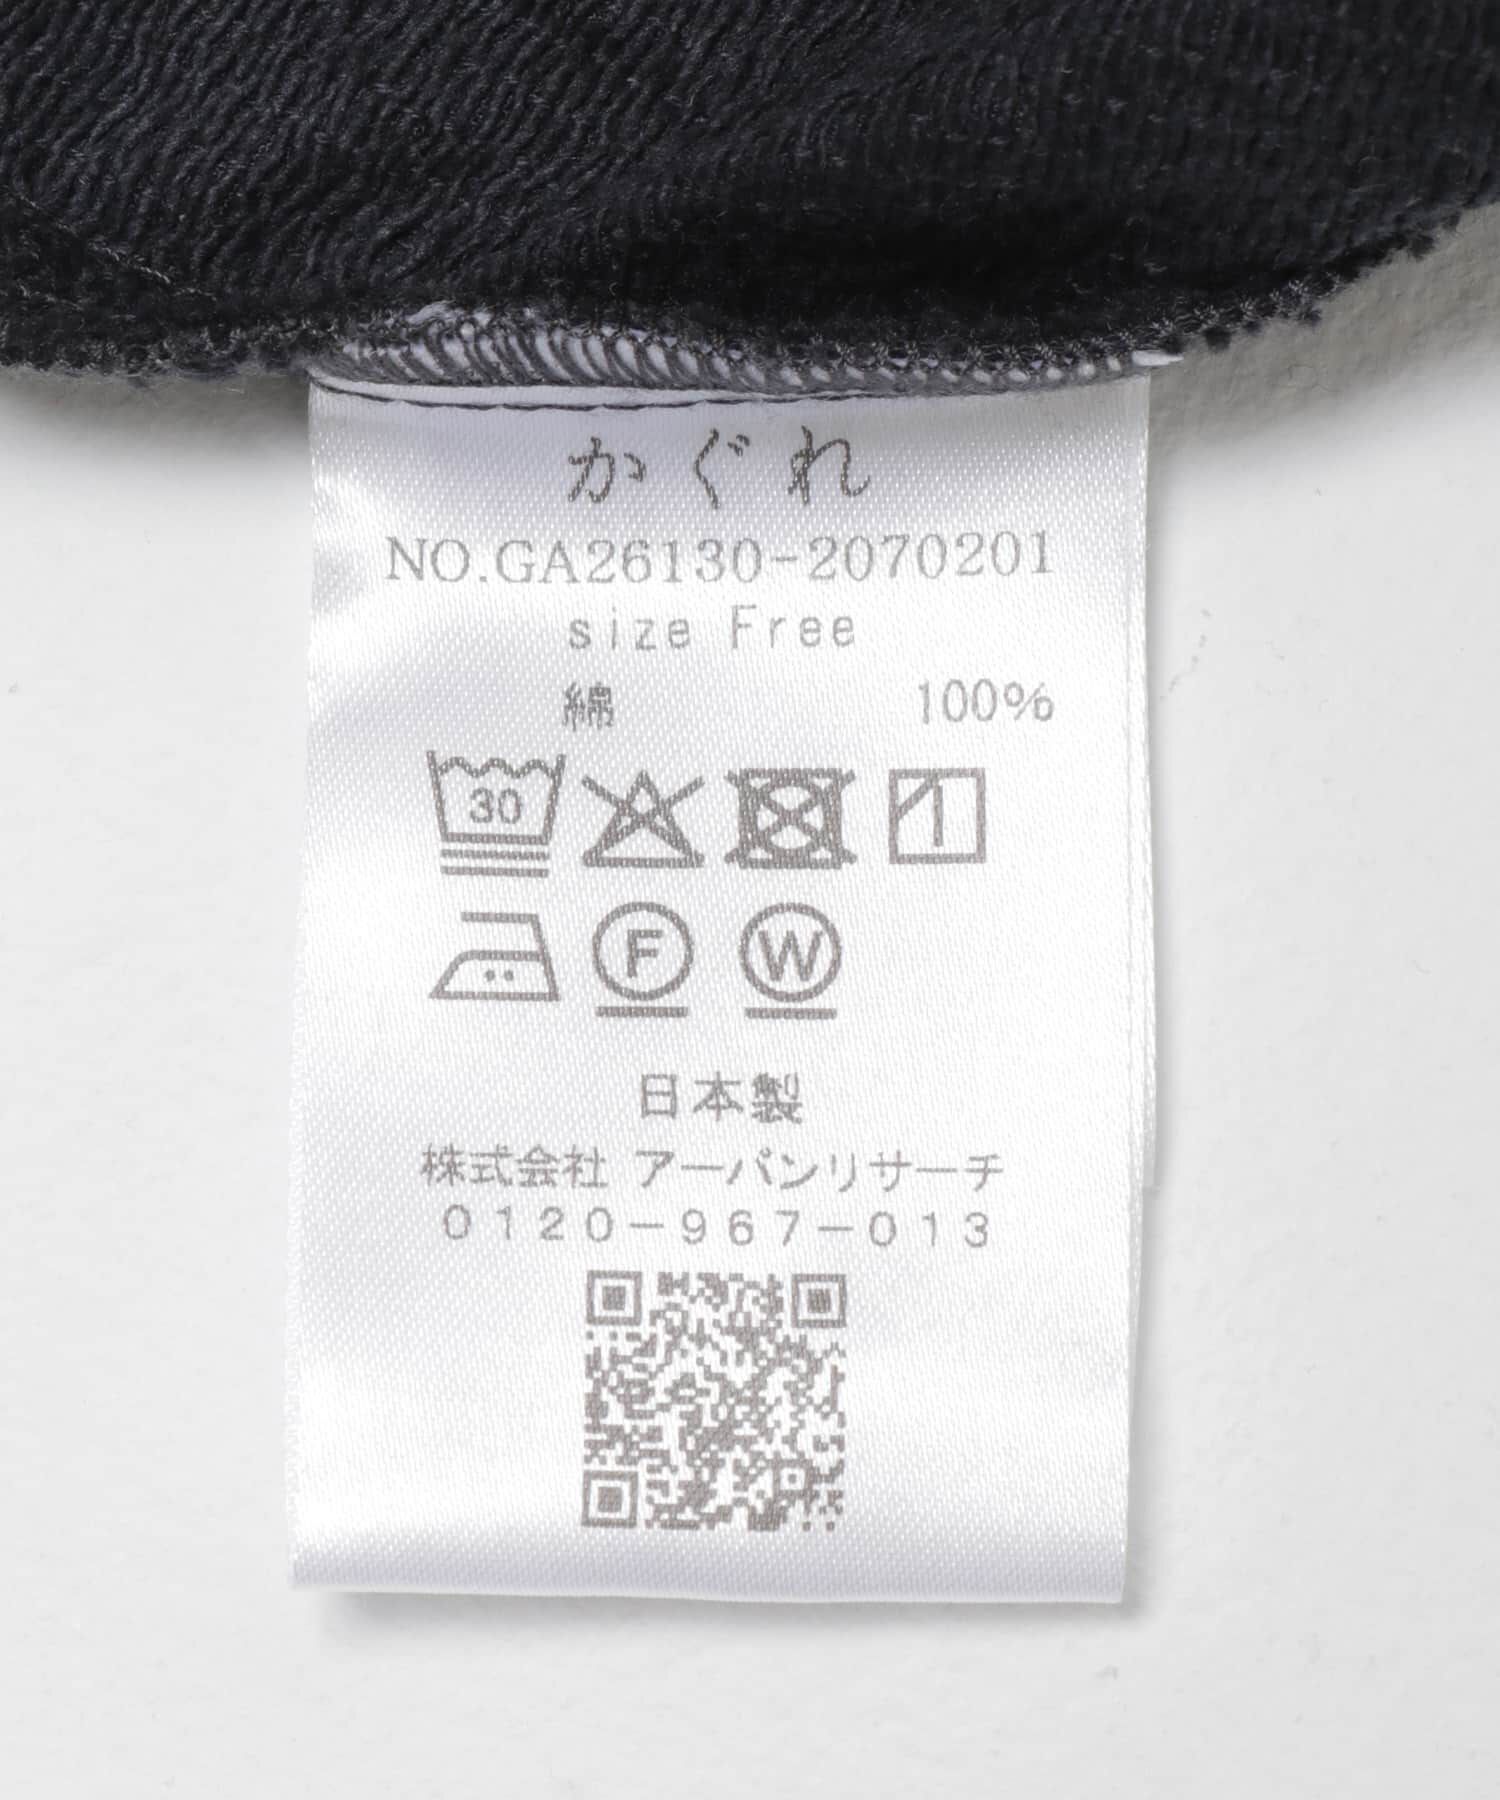 かぐれ
NO.GA26130-2070201
size Free
綿 100%
30
F W
日本製
株式会社 アーバンリサーチ
0120-967-013